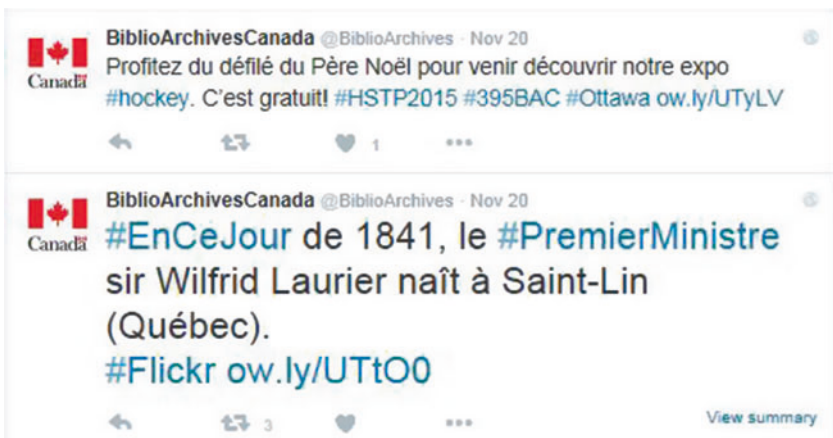 BiblioArchivesCanada @BiblioArchives · Nov 20
Profitez du défilé du Père Noël pour venir découvrir notre expo
#hockey. C'est gratuit! #HSTP2015 #395BAC #Ottawa ow.ly/UTyLV
Canada
1
BiblioArchivesCanada @BiblioArchives · Nov 20
#EnCeJour de 1841, le #PremierMinistre
Canada
sir Wilfrid Laurier naît à Saint-Lin
(Québec).
#Flickr ow.ly/UTtO0
3
View summary